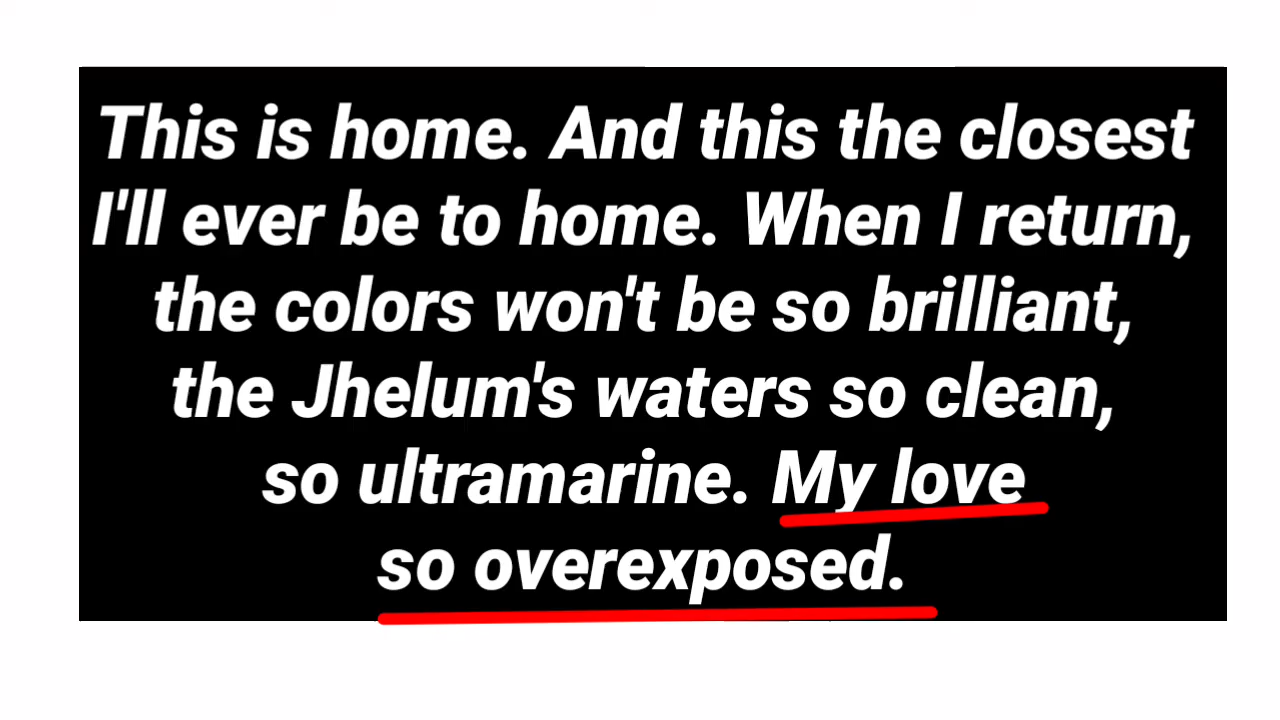 This is home. And this the closest
I'll ever be to home. When I return,
the colors won't be so brilliant,
the Jhelum's waters so clean,
so ultramarine. My love
so overexposed.